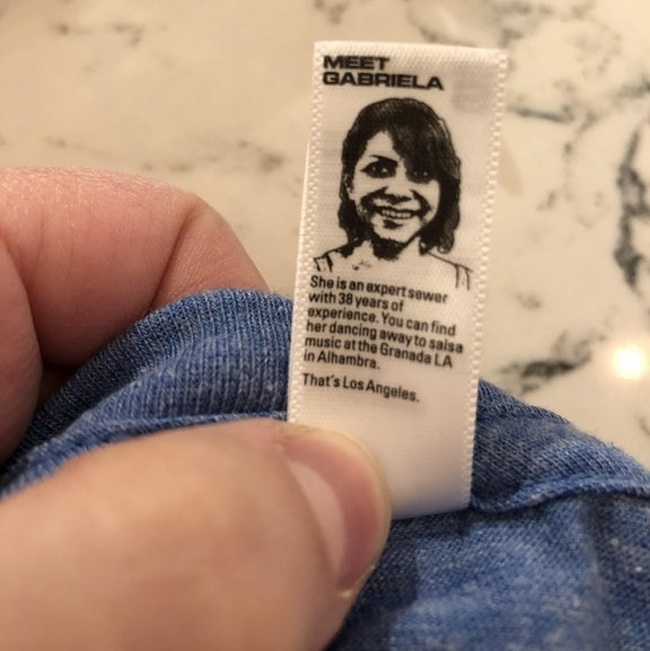 MEET
GABRIELA
She is an expert sewer
with 38 years of
experience. You can find
her dancing away to salsa
music at the Granada LA
in Alhambra.
That's Los Angeles.